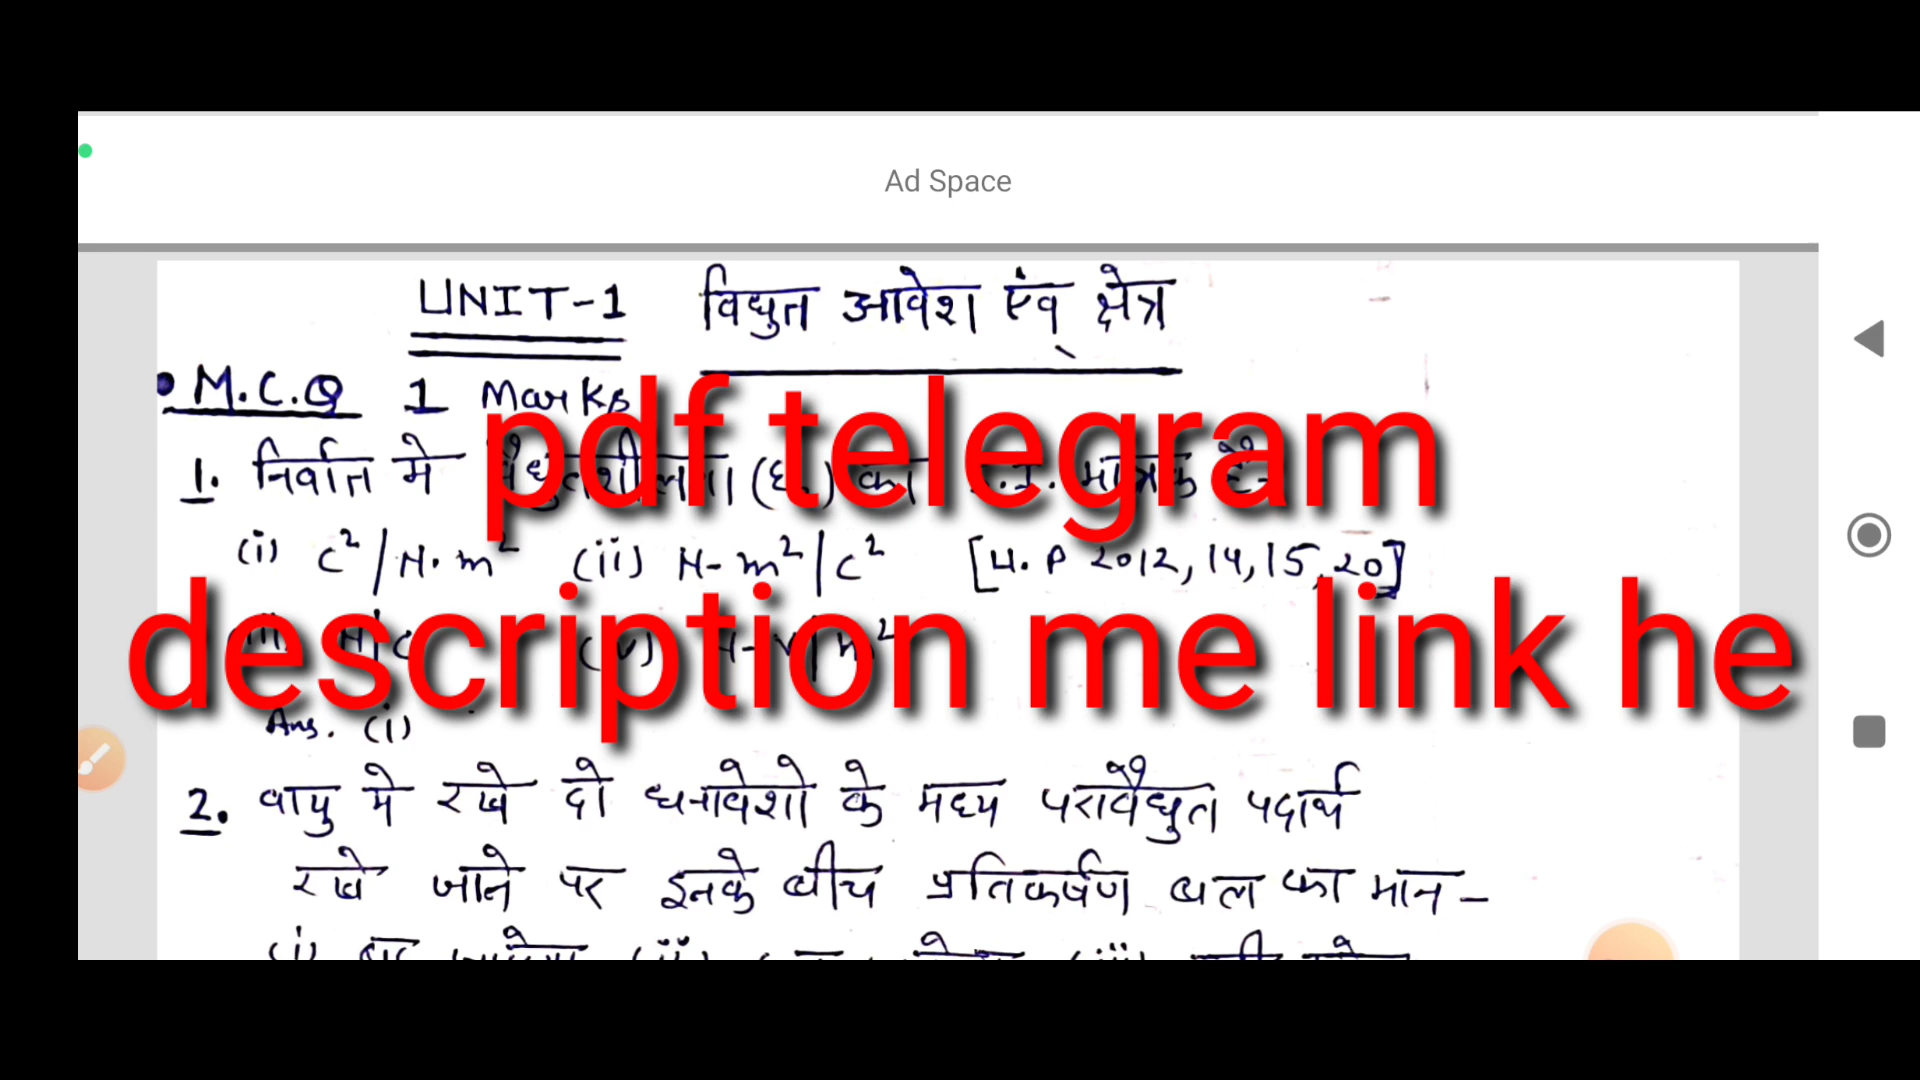 Ad Space
UNIT-1 विधुत आवेश एंव् क्षेत्र
• M.C.Q 1 Marks
pdf telegram
1. निर्वात मे
(i) C²/N.m² (ii) N-m²/C² [U.P 2012, 14, 15, 20]
description me link he
Ans. (i)
2. वायु मे रखे दो धनावेशो के मध्य परावैधुत पदार्थ
रखे जाने पर इनके बीच प्रतिकर्षण बल का मान-